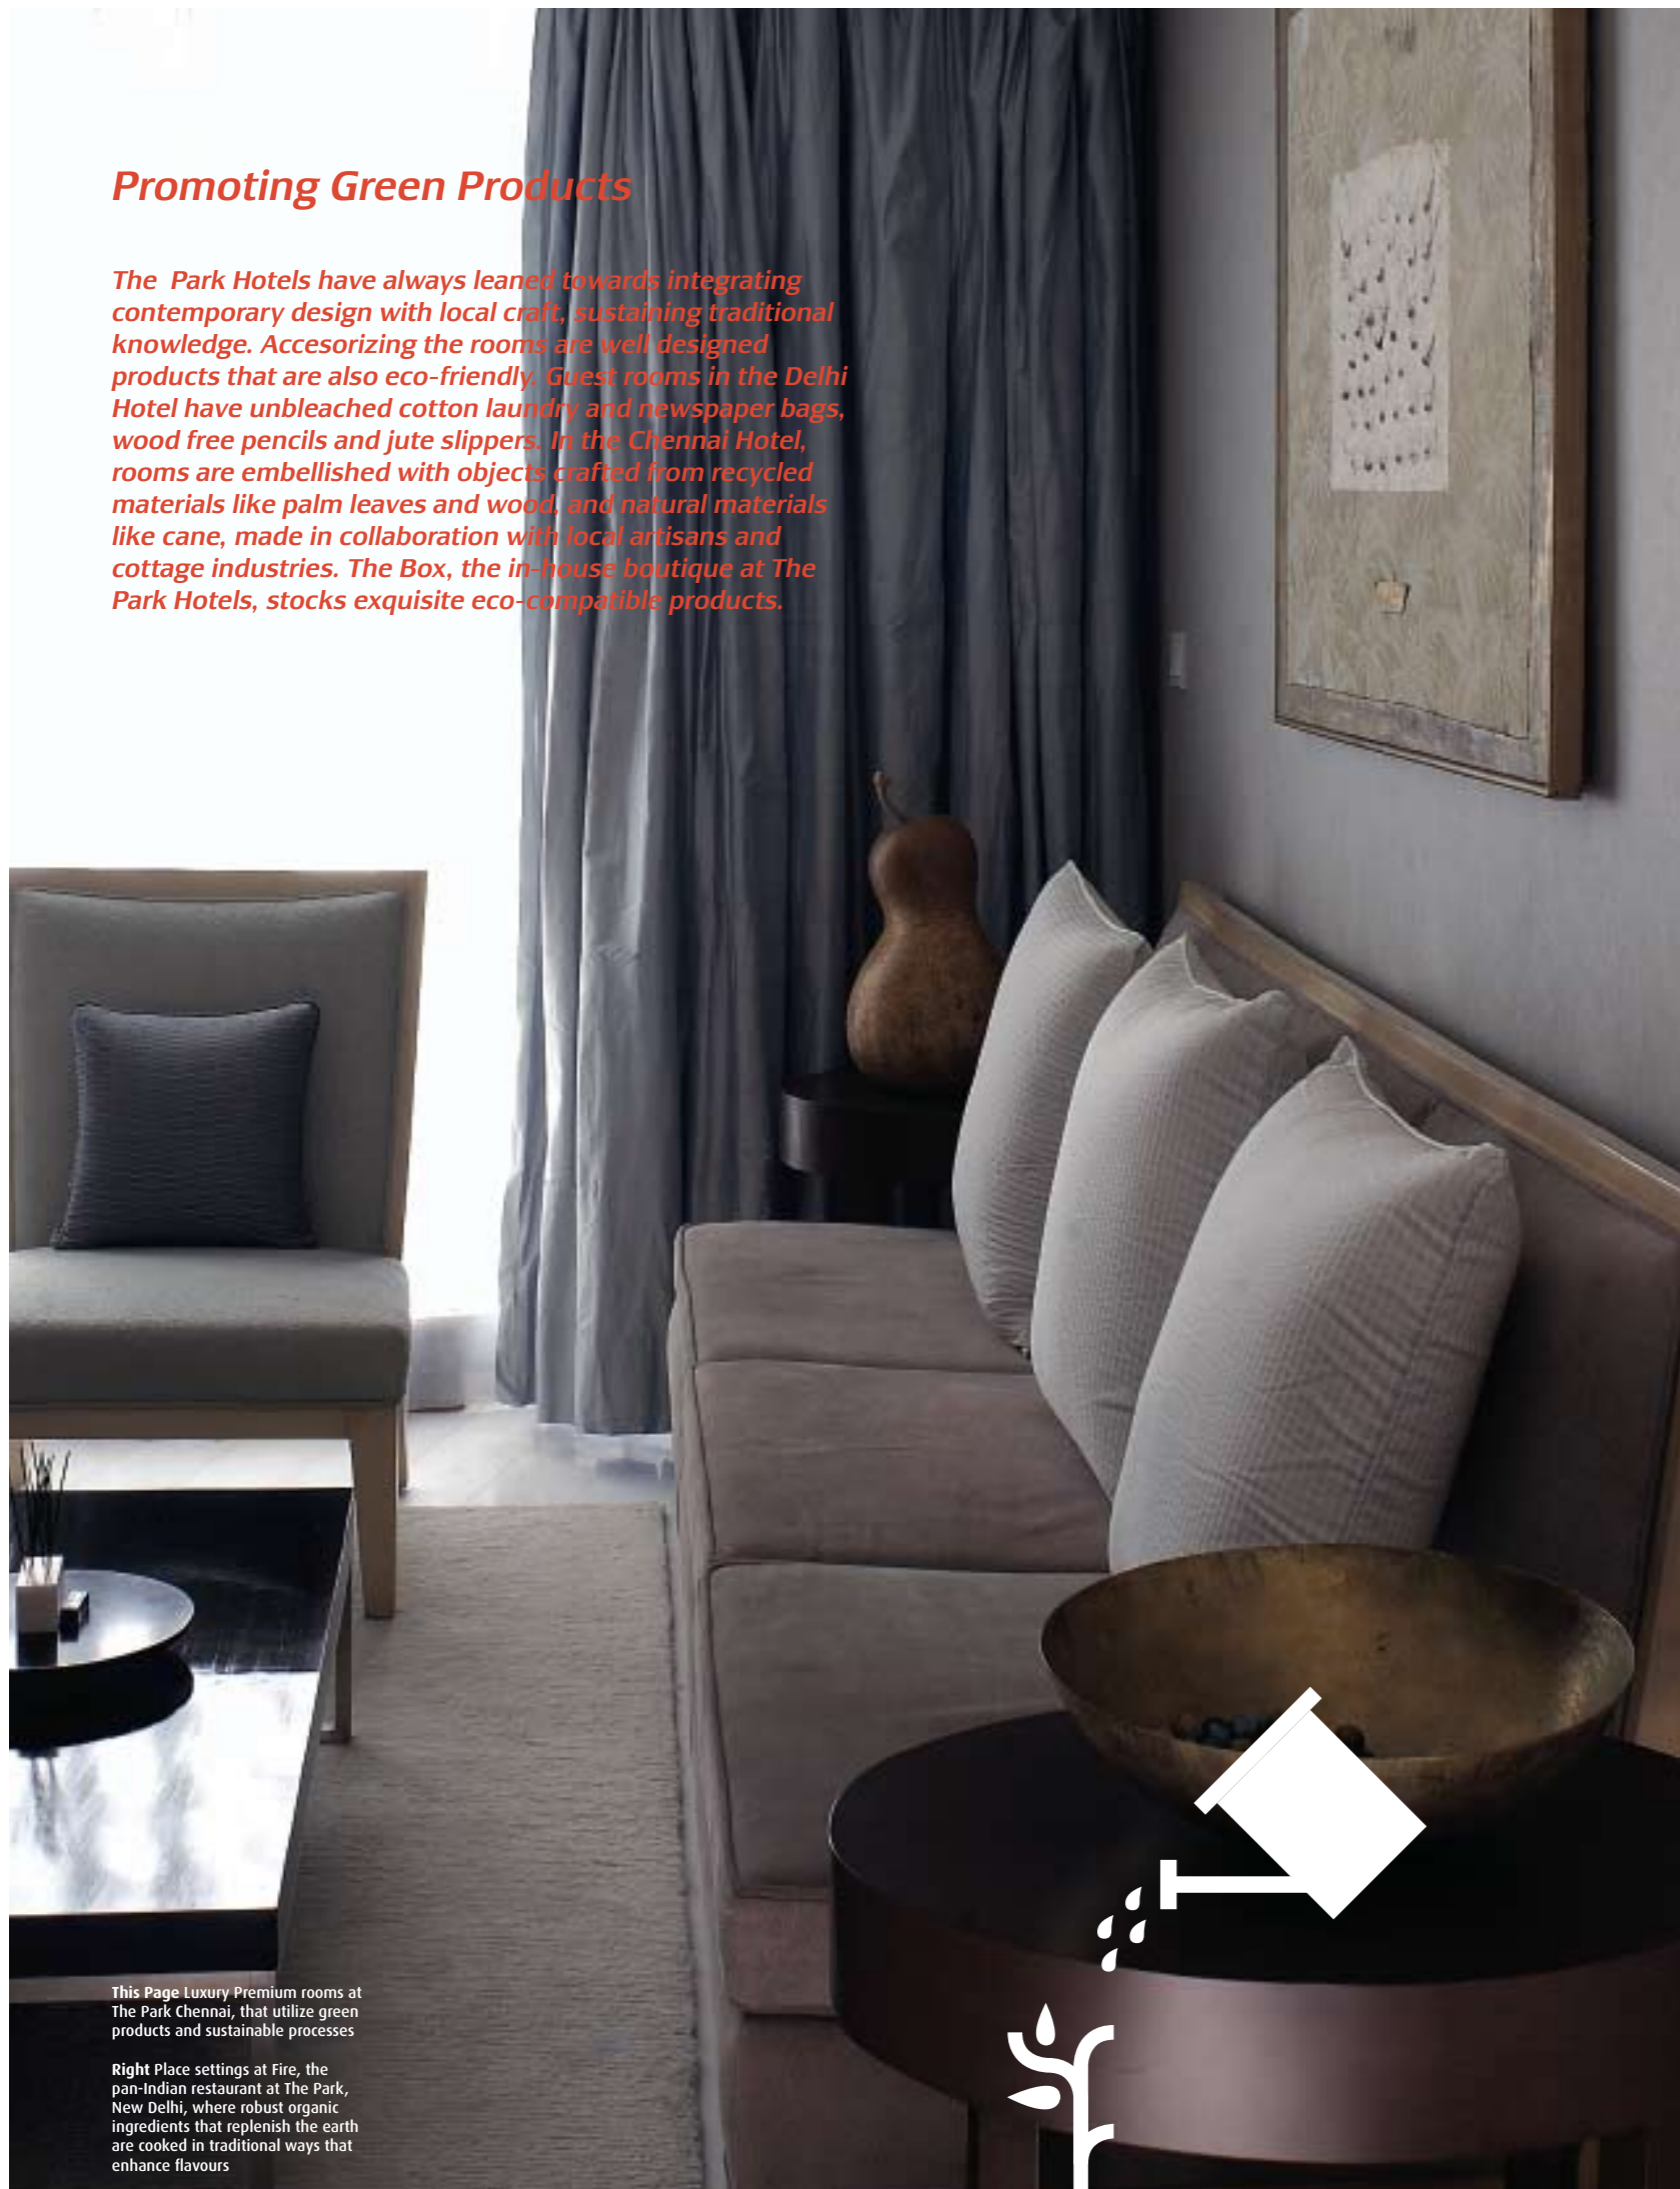 Promoting Green Products
The Park Hotels have always leaned towards integrating
contemporary design with local craft, sustaining traditional
knowledge. Accesorizing the rooms are well designed
products that are also eco-friendly. Guest rooms in the Delhi
Hotel have unbleached cotton laundry and newspaper bags,
wood free pencils and jute slippers. In the Chennai Hotel,
rooms are embellished with objects crafted from recycled
materials like palm leaves and wood, and natural materials
like cane, made in collaboration with local artisans and
cottage industries. The Box, the in-house boutique at The
Park Hotels, stocks exquisite eco-compatible products.
This Page Luxury Premium rooms at
The Park Chennai, that utilize green
products and sustainable processes
Right Place settings at Fire, the
pan-Indian restaurant at The Park,
New Delhi, where robust organic
ingredients that replenish the earth
are cooked in traditional ways that
enhance flavours